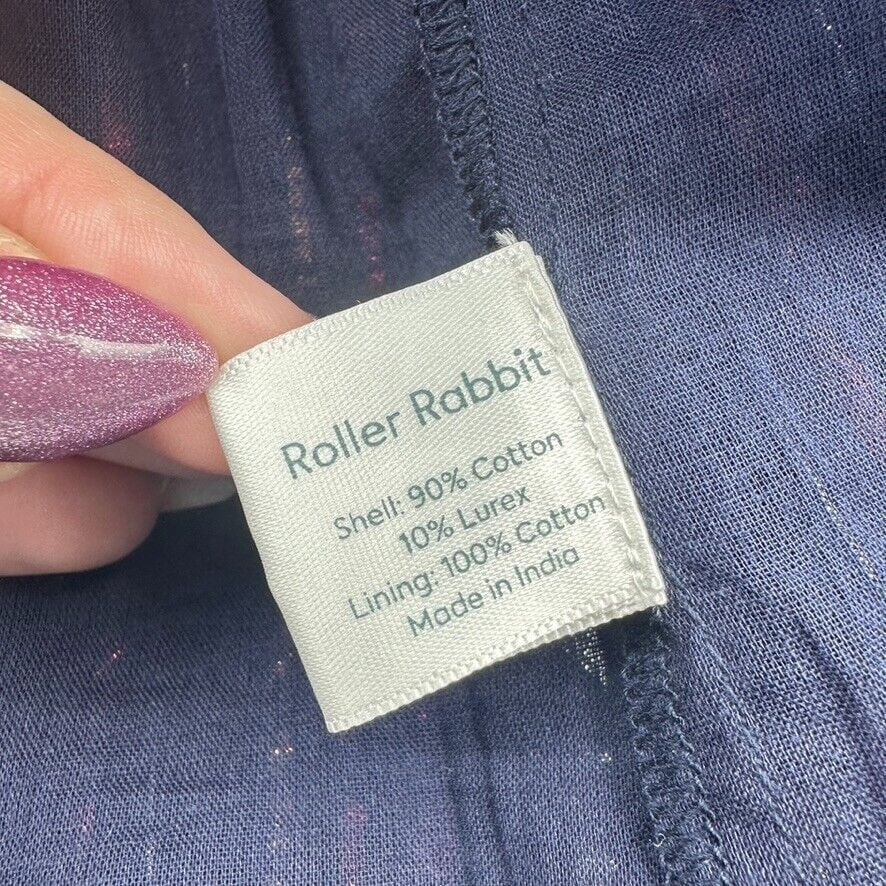 Roller Rabbit
Shell: 90% Cotton
10% Lurex
Lining: 100% Cotton
Made in India